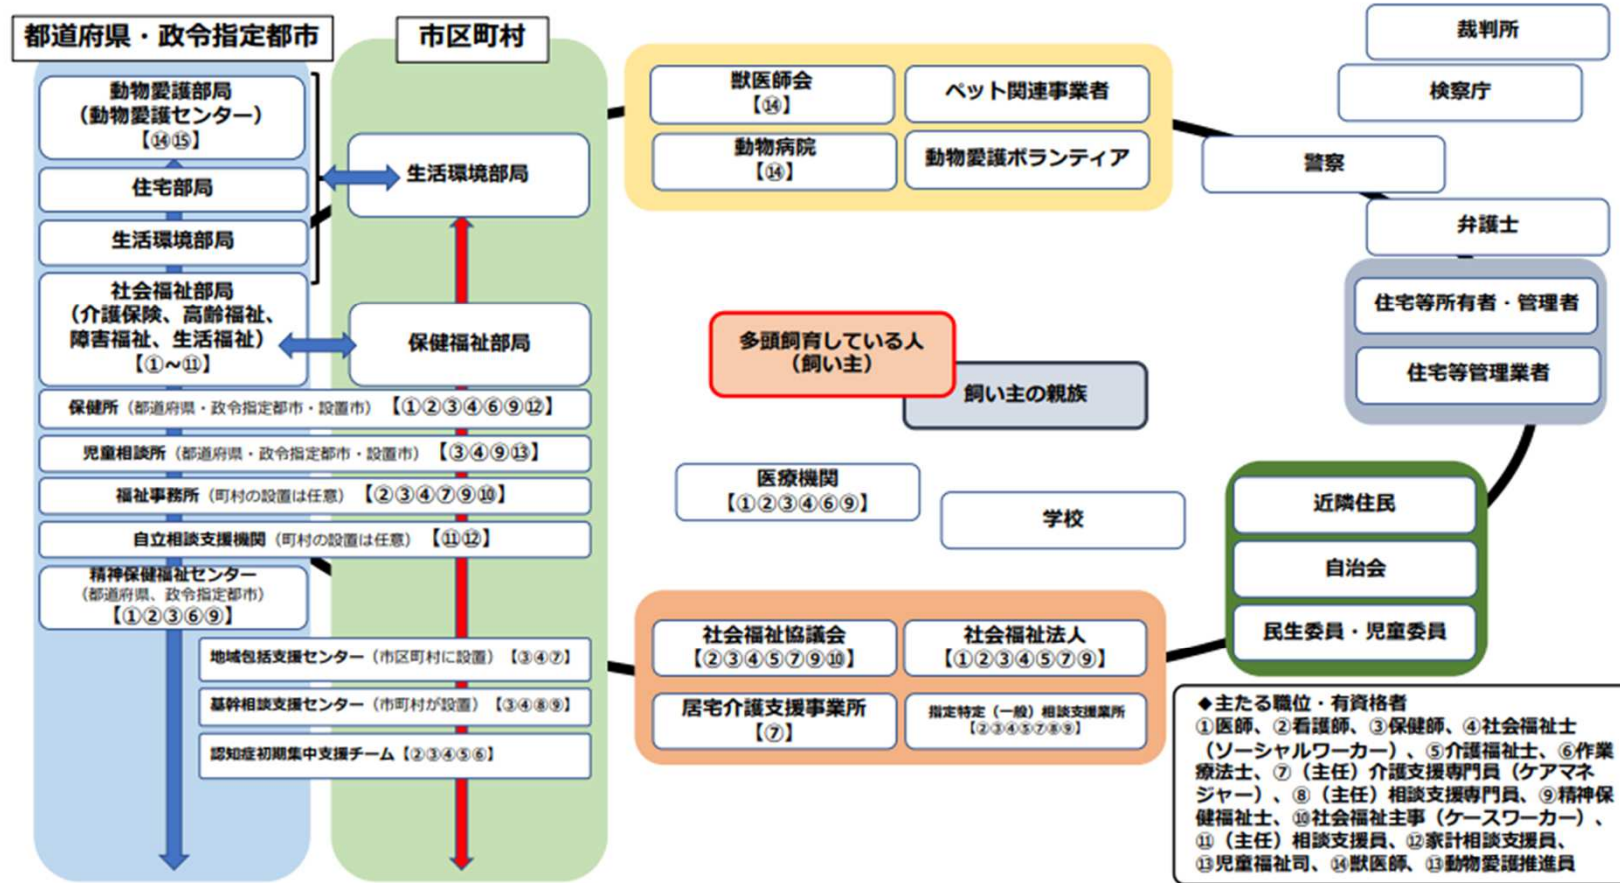 都道府県・政令指定都市
動物愛護部局
（動物愛護センター）
【⑭⑮】
住宅部局
生活環境部局
社会福祉部局
（介護保険、高齢福祉、
障害福祉、生活福祉）
【①~⑪】
市区町村
生活環境部局
保健福祉部局
保健所（都道府県・政令指定都市・設置市）【①②③④⑥⑨⑫】
児童相談所（都道府県・政令指定都市・設置市）【③④⑨⑬】
福祉事務所（町村の設置は任意）【②③④⑦⑨⑩】
自立相談支援機関（町村の設置は任意）【⑪⑫】
精神保健福祉センター
（都道府県、政令指定都市）
【①②③⑥⑨】
地域包括支援センター（市区町村に設置）【③④⑦】
基幹相談支援センター（市町村が設置）【③④⑧⑨】
認知症初期集中支援チーム【②③④⑤⑥】
獣医師会
【⑭】
ペット関連事業者
動物病院
【⑭】
動物愛護ボランティア
裁判所
検察庁
警察
弁護士
住宅等所有者・管理者
住宅等管理業者
多頭飼育している人
（飼い主）
飼い主の親族
医療機関
【①②③④⑥⑨】
学校
近隣住民
自治会
民生委員・児童委員
社会福祉協議会
【②③④⑤⑦⑨⑩】
社会福祉法人
【①②③④⑤⑦⑨】
居宅介護支援事業所
【⑦】
指定特定（一般）相談支援業所
【②③④⑤⑦⑧⑨】
◆主たる職位・有資格者
①医師、②看護師、③保健師、④社会福祉士
（ソーシャルワーカー）、⑤介護福祉士、⑥作業
療法士、⑦（主任）介護支援専門員（ケアマネ
ジャー）、⑧（主任）相談支援専門員、⑨精神保
健福祉士、⑩社会福祉主事（ケースワーカー）、
⑪（主任）相談支援員、⑫家計相談支援員、
⑬児童福祉司、⑭獣医師、⑬動物愛護推進員